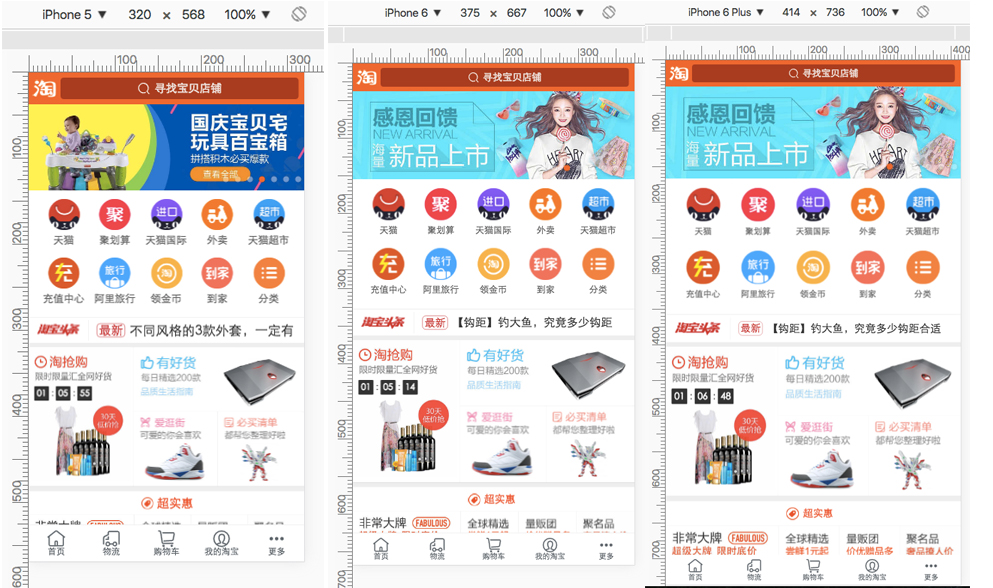 iPhone 5 ▼ 320 × 568 100% ▼
100 200 300
淘 寻找宝贝店铺
国庆宝贝宅
玩具百宝箱
拼搭积木必买爆款
查看全部
天猫 聚划算 天猫国际 外卖 天猫超市
充值中心 阿里旅行 领金币 到家 分类
淘宝头条 最新 不同风格的3款外套，一定有
淘抢购 有好货
限时限量汇全网好货 每日精选200款
01 : 05 : 55 品质生活指南
30天
低价抢
爱逛街 必买清单
可爱的你会喜欢 都帮您整理好啦
超实惠
非常大牌 FABULOUS 全球精选 量贩团 聚名品
首页 物流 购物车 我的淘宝 更多
iPhone 6 ▼ 375 × 667 100% ▼
100 200 300
淘 寻找宝贝店铺
感恩回馈
NEW ARRIVAL
海量 新品上市
天猫 聚划算 天猫国际 外卖 天猫超市
充值中心 阿里旅行 领金币 到家 分类
淘宝头条 最新 【钩距】钓大鱼，究竟多少钩距
淘抢购 有好货
限时限量汇全网好货 每日精选200款
01 : 05 : 14 品质生活指南
30天
低价抢
爱逛街 必买清单
可爱的你会喜欢 都帮您整理好啦
超实惠
非常大牌 FABULOUS 全球精选 量贩团 聚名品
首页 物流 购物车 我的淘宝 更多
iPhone 6 Plus ▼ 414 × 736 100% ▼
100 200 300 400
淘 寻找宝贝店铺
感恩回馈
NEW ARRIVAL
海量 新品上市
天猫 聚划算 天猫国际 外卖 天猫超市
充值中心 阿里旅行 领金币 到家 分类
淘宝头条 最新 【钩距】钓大鱼，究竟多少钩距合适
淘抢购 有好货
限时限量汇全网好货 每日精选200款
01 : 06 : 48 品质生活指南
30天
低价抢
爱逛街 必买清单
可爱的你会喜欢 都帮您整理好啦
超实惠
非常大牌 FABULOUS 全球精选 量贩团 聚名品
超级大牌 限时底价 尝鲜1元起 价优赠品多 奢品撩人价
首页 物流 购物车 我的淘宝 更多